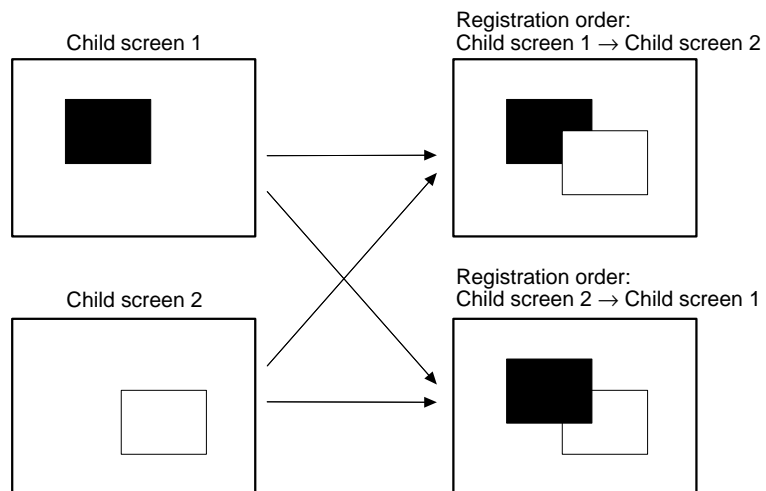 Child screen 1
Registration order:
Child screen 1 → Child screen 2
Child screen 2
Registration order:
Child screen 2 → Child screen 1